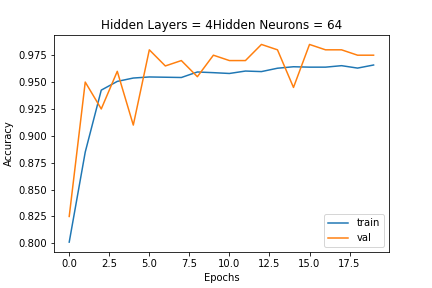 Hidden Layers = 4Hidden Neurons = 64
Accuracy
0.975
0.950
0.925
0.900
0.875
0.850
0.825
0.800
train
val
0.0 2.5 5.0 7.5 10.0 12.5 15.0 17.5
Epochs